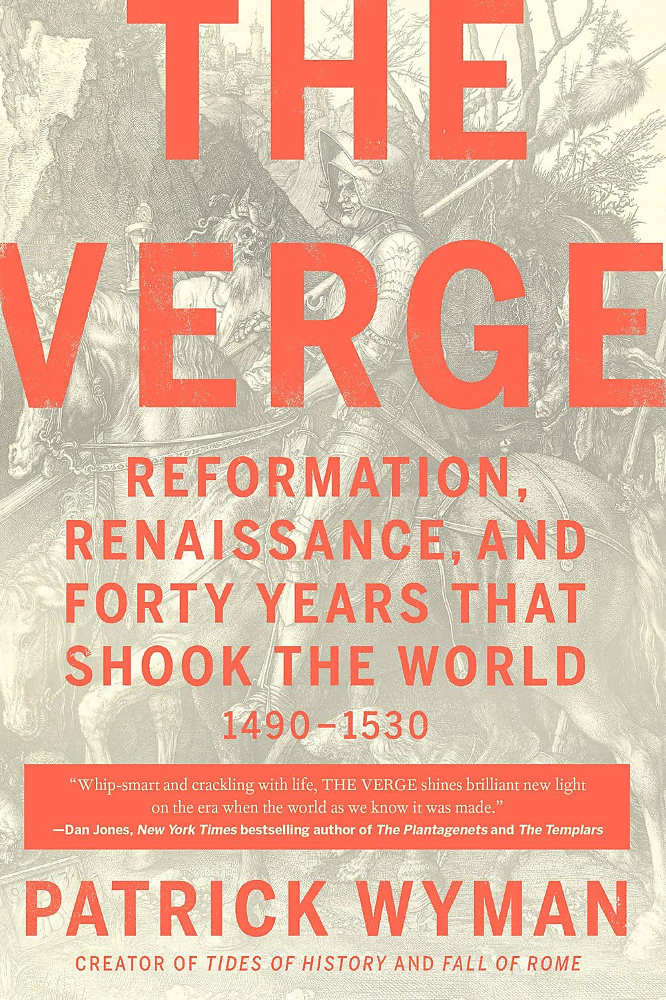 THE
VERGE
REFORMATION,
RENAISSANCE, AND
FORTY YEARS THAT
SHOOK THE WORLD
1490–1530
“Whip-smart and crackling with life, THE VERGE shines brilliant new light
on the era when the world as we know it was made.”
—Dan Jones, New York Times bestselling author of The Plantagenets and The Templars
PATRICK WYMAN
CREATOR OF TIDES OF HISTORY AND FALL OF ROME